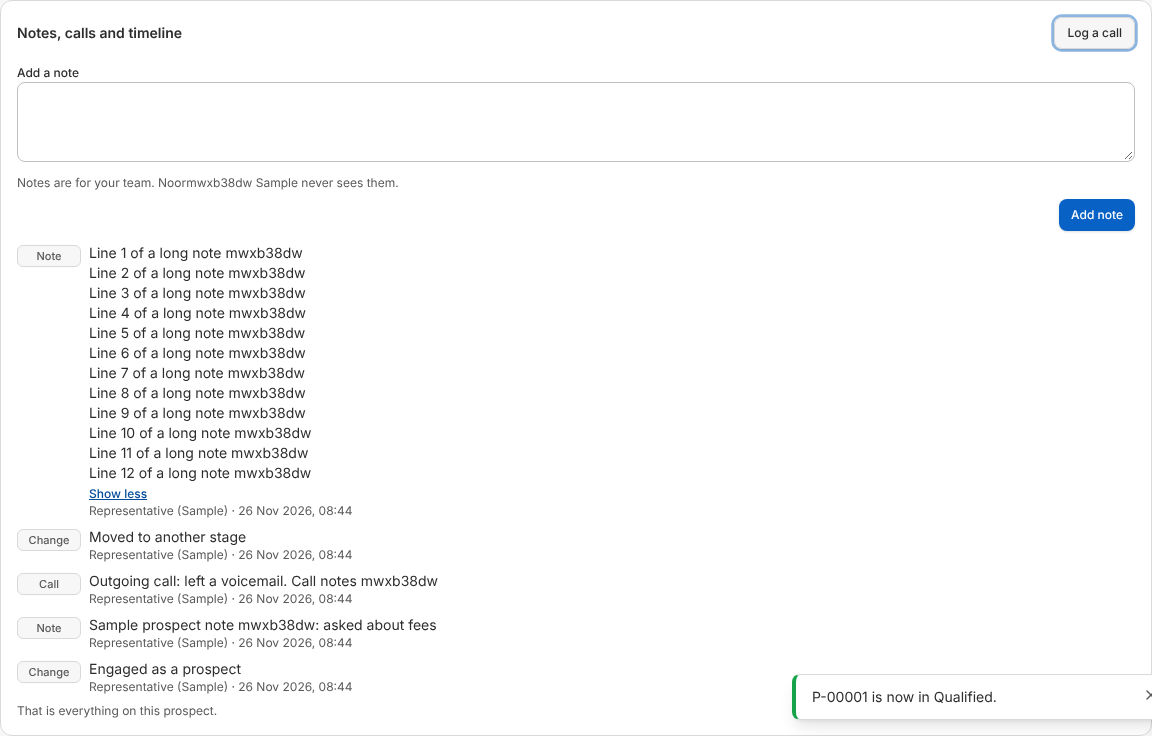 Notes, calls and timeline
Log a call
Add a note
Notes are for your team. Noormwxb38dw Sample never sees them.
Add note
Note
Line 1 of a long note mwxb38dw
Line 2 of a long note mwxb38dw
Line 3 of a long note mwxb38dw
Line 4 of a long note mwxb38dw
Line 5 of a long note mwxb38dw
Line 6 of a long note mwxb38dw
Line 7 of a long note mwxb38dw
Line 8 of a long note mwxb38dw
Line 9 of a long note mwxb38dw
Line 10 of a long note mwxb38dw
Line 11 of a long note mwxb38dw
Line 12 of a long note mwxb38dw
Show less
Representative (Sample) · 26 Nov 2026, 08:44
Change
Moved to another stage
Representative (Sample) · 26 Nov 2026, 08:44
Call
Outgoing call: left a voicemail. Call notes mwxb38dw
Representative (Sample) · 26 Nov 2026, 08:44
Note
Sample prospect note mwxb38dw: asked about fees
Representative (Sample) · 26 Nov 2026, 08:44
Change
Engaged as a prospect
Representative (Sample) · 26 Nov 2026, 08:44
That is everything on this prospect.
P-00001 is now in Qualified.